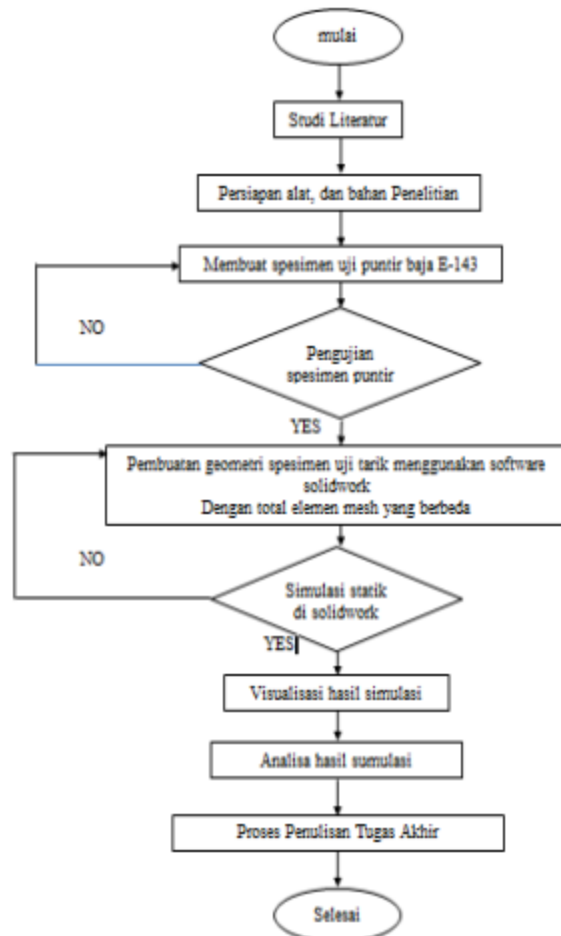 mulai
Studi Literatur
Persiapan alat, dan bahan Penelitian
Membuat spesimen uji puntir baja E-143
NO
Pengujian
spesimen puntir
YES
Pembuatan geometri spesimen uji tarik menggunakan software
solidwork
Dengan total elemen mesh yang berbeda
NO
Simulasi statik
di solidwork
YES
Visualisasi hasil simulasi
Analisa hasil sumulasi
Proses Penulisan Tugas Akhir
Selesai